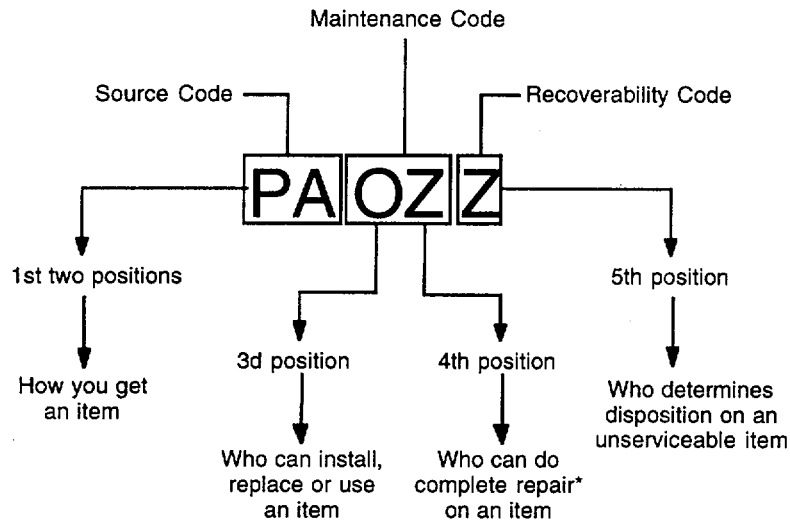 Maintenance Code
Source Code
Recoverability Code
PA OZ Z
1st two positions
5th position
3d position
4th position
How you get
an item
Who determines
disposition on an
unserviceable item
Who can install,
replace or use
an item
Who can do
complete repair*
on an item